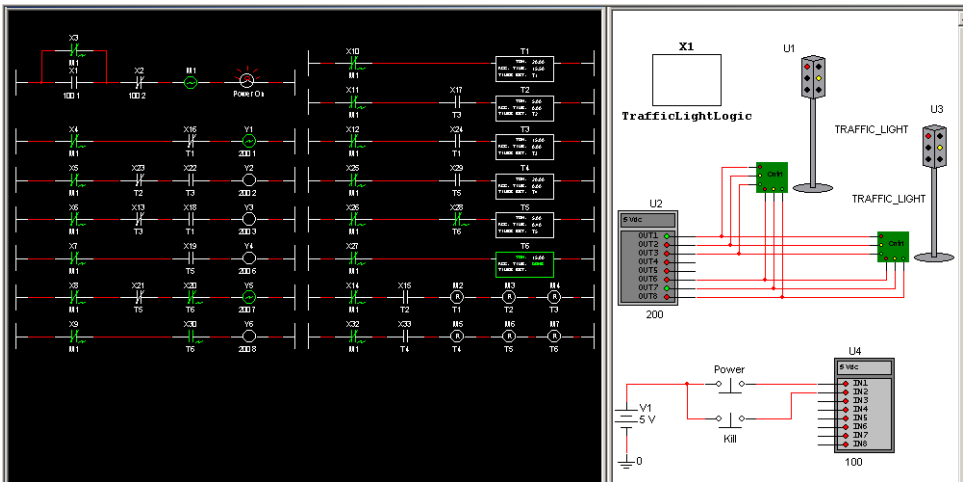 X3
M1
X1
100 1
X2
100 2
M1
Power On
X4
M1
X16
T1
Y1
200 1
X5
M1
X23
T2
X22
T3
Y2
200 2
X6
M1
X13
T3
X18
T1
Y3
200 3
X7
M1
X19
T5
Y4
200 6
X8
M1
X21
T5
X20
T6
Y5
200 7
X9
M1
X30
T6
Y6
200 8
X10
M1
T1
X11
M1
X17
T3
T2
X12
M1
X24
T1
T3
X25
M1
X29
T5
T4
X26
M1
X28
T6
T5
X27
M1
T6
X14
M1
X15
T2
M2
T1
M3
T2
M4
T3
X32
M1
X33
T4
M5
T4
M6
T5
M7
T6
X1
TrafficLightLogic
U1
TRAFFIC_LIGHT
U3
TRAFFIC_LIGHT
Cntrl
Cntrl
U2
5 Vdc
OUT1
OUT2
OUT3
OUT4
OUT5
OUT6
OUT7
OUT8
200
Power
Kill
V1
5 V
0
U4
5 Vdc
IN1
IN2
IN3
IN4
IN5
IN6
IN7
IN8
100